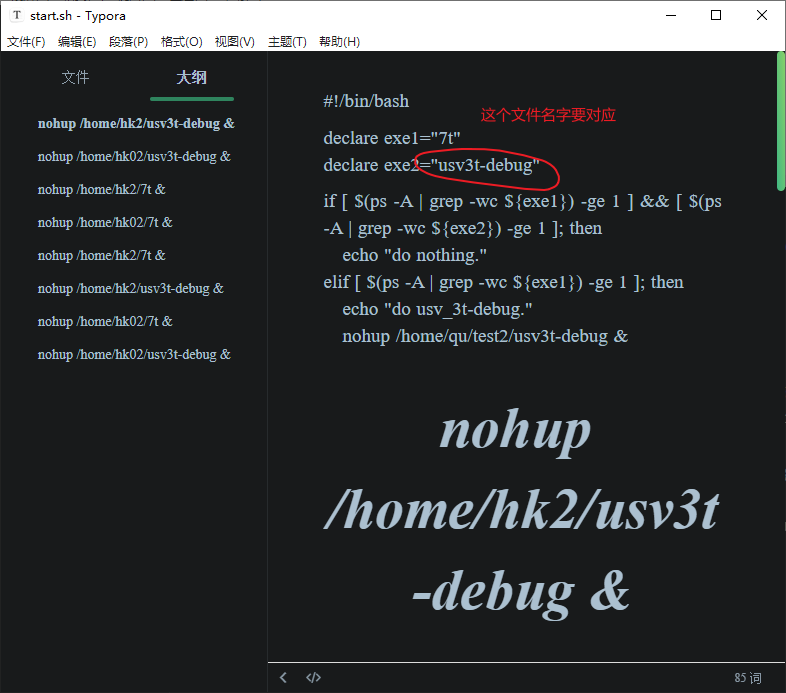 start.sh - Typora
文件(F) 编辑(E) 段落(P) 格式(O) 视图(V) 主题(T) 帮助(H)
文件 大纲
nohup /home/hk2/usv3t-debug &
nohup /home/hk02/usv3t-debug &
nohup /home/hk2/7t &
nohup /home/hk02/7t &
nohup /home/hk2/7t &
nohup /home/hk2/usv3t-debug &
nohup /home/hk02/7t &
nohup /home/hk02/usv3t-debug &
#!/bin/bash
这个文件名字要对应
declare exe1="7t"
declare exe2="usv3t-debug"
if [ $(ps -A | grep -wc ${exe1}) -ge 1 ] && [ $(ps
-A | grep -wc ${exe2}) -ge 1 ]; then
echo "do nothing."
elif [ $(ps -A | grep -wc ${exe1}) -ge 1 ]; then
echo "do usv_3t-debug."
nohup /home/qu/test2/usv3t-debug &
nohup
/home/hk2/usv3t
-debug &
85 词